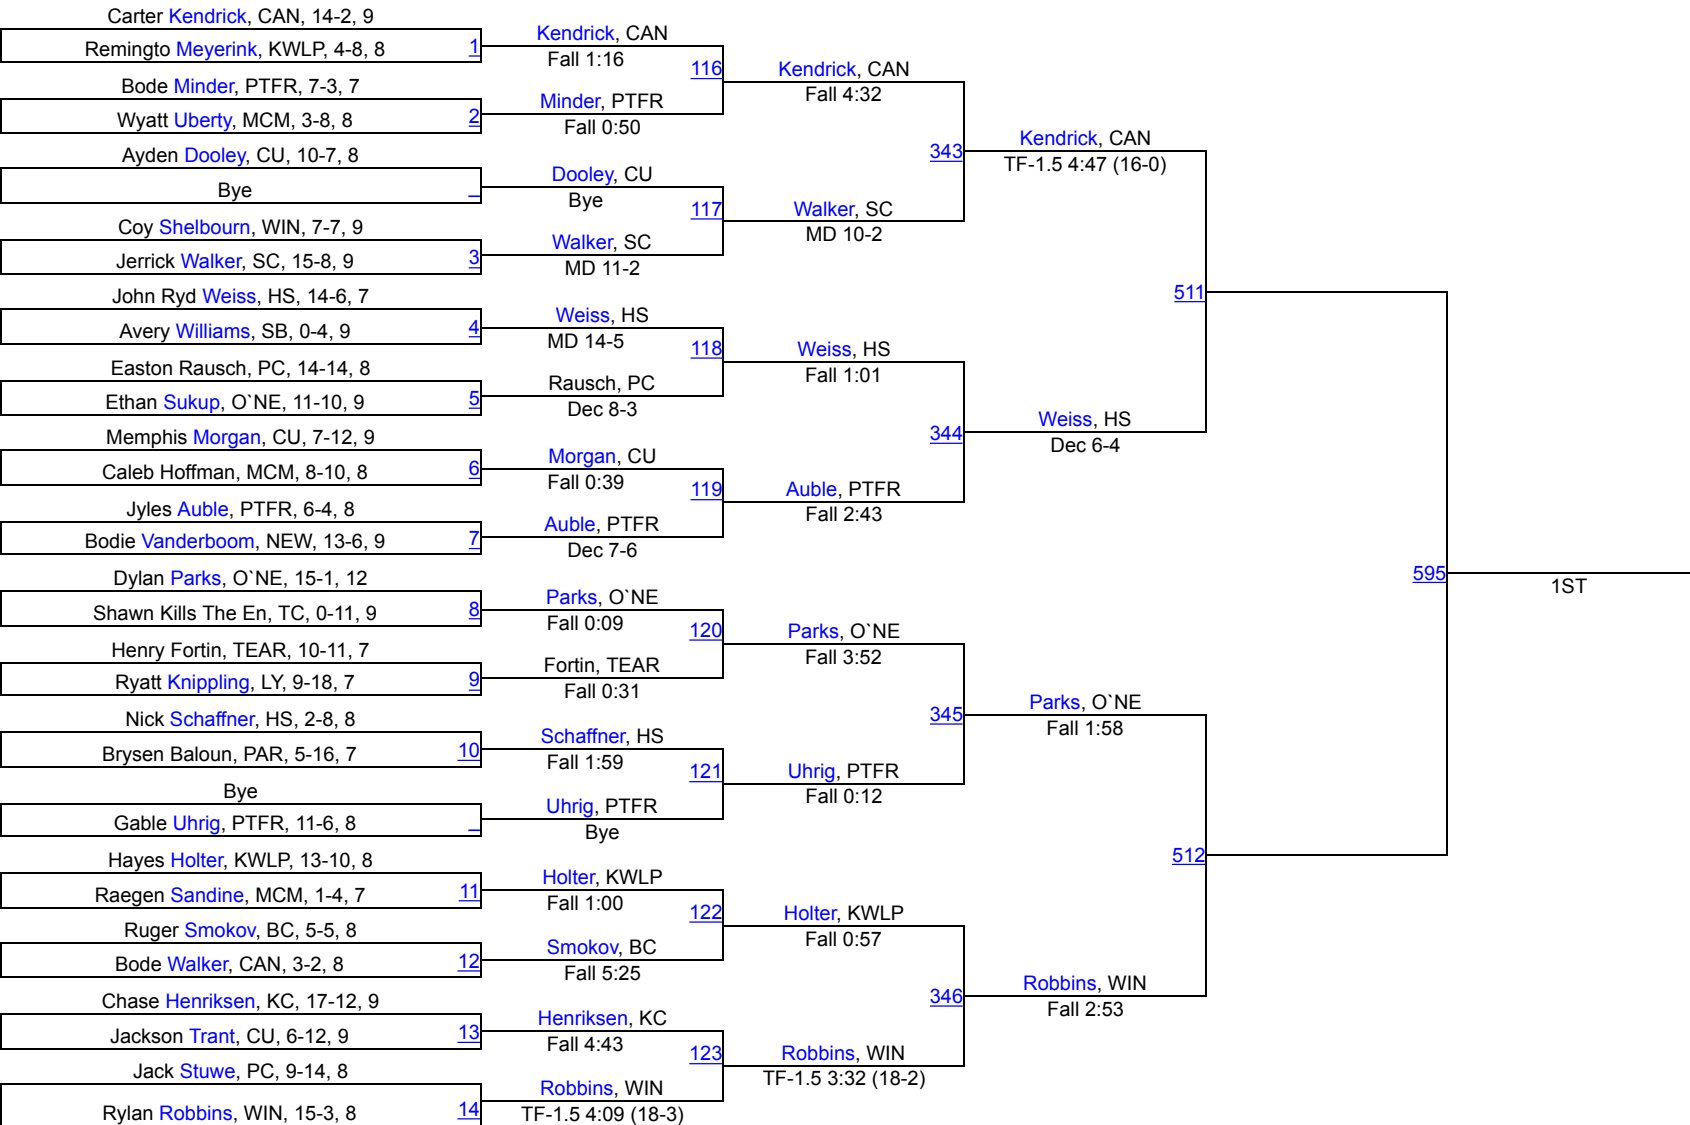 Carter Kendrick, CAN, 14-2, 9
Remingto Meyerink, KWLP, 4-8, 8
1
Bode Minder, PTFR, 7-3, 7
Wyatt Uberty, MCM, 3-8, 8
2
Ayden Dooley, CU, 10-7, 8
Bye
Coy Shelbourn, WIN, 7-7, 9
Jerrick Walker, SC, 15-8, 9
3
John Ryd Weiss, HS, 14-6, 7
Avery Williams, SB, 0-4, 9
4
Easton Rausch, PC, 14-14, 8
Ethan Sukup, O`NE, 11-10, 9
5
Memphis Morgan, CU, 7-12, 9
Caleb Hoffman, MCM, 8-10, 8
6
Jyles Auble, PTFR, 6-4, 8
Bodie Vanderboom, NEW, 13-6, 9
7
Dylan Parks, O`NE, 15-1, 12
Shawn Kills The En, TC, 0-11, 9
8
Henry Fortin, TEAR, 10-11, 7
Ryatt Knippling, LY, 9-18, 7
9
Nick Schaffner, HS, 2-8, 8
Brysen Baloun, PAR, 5-16, 7
10
Bye
Gable Uhrig, PTFR, 11-6, 8
Hayes Holter, KWLP, 13-10, 8
Raegen Sandine, MCM, 1-4, 7
11
Ruger Smokov, BC, 5-5, 8
Bode Walker, CAN, 3-2, 8
12
Chase Henriksen, KC, 17-12, 9
Jackson Trant, CU, 6-12, 9
13
Jack Stuwe, PC, 9-14, 8
Rylan Robbins, WIN, 15-3, 8
14
Kendrick, CAN
Fall 1:16
116
Minder, PTFR
Fall 0:50
Dooley, CU
Bye
117
Walker, SC
MD 11-2
Weiss, HS
MD 14-5
118
Rausch, PC
Dec 8-3
Morgan, CU
Fall 0:39
119
Auble, PTFR
Dec 7-6
Parks, O`NE
Fall 0:09
120
Fortin, TEAR
Fall 0:31
Schaffner, HS
Fall 1:59
121
Uhrig, PTFR
Bye
Holter, KWLP
Fall 1:00
122
Smokov, BC
Fall 5:25
Henriksen, KC
Fall 4:43
123
Robbins, WIN
TF-1.5 4:09 (18-3)
Kendrick, CAN
Fall 4:32
343
Walker, SC
MD 10-2
Weiss, HS
Fall 1:01
344
Auble, PTFR
Fall 2:43
Parks, O`NE
Fall 3:52
345
Uhrig, PTFR
Fall 0:12
Holter, KWLP
Fall 0:57
346
Robbins, WIN
TF-1.5 3:32 (18-2)
Kendrick, CAN
TF-1.5 4:47 (16-0)
511
Weiss, HS
Dec 6-4
Parks, O`NE
Fall 1:58
512
Robbins, WIN
Fall 2:53
595
1ST